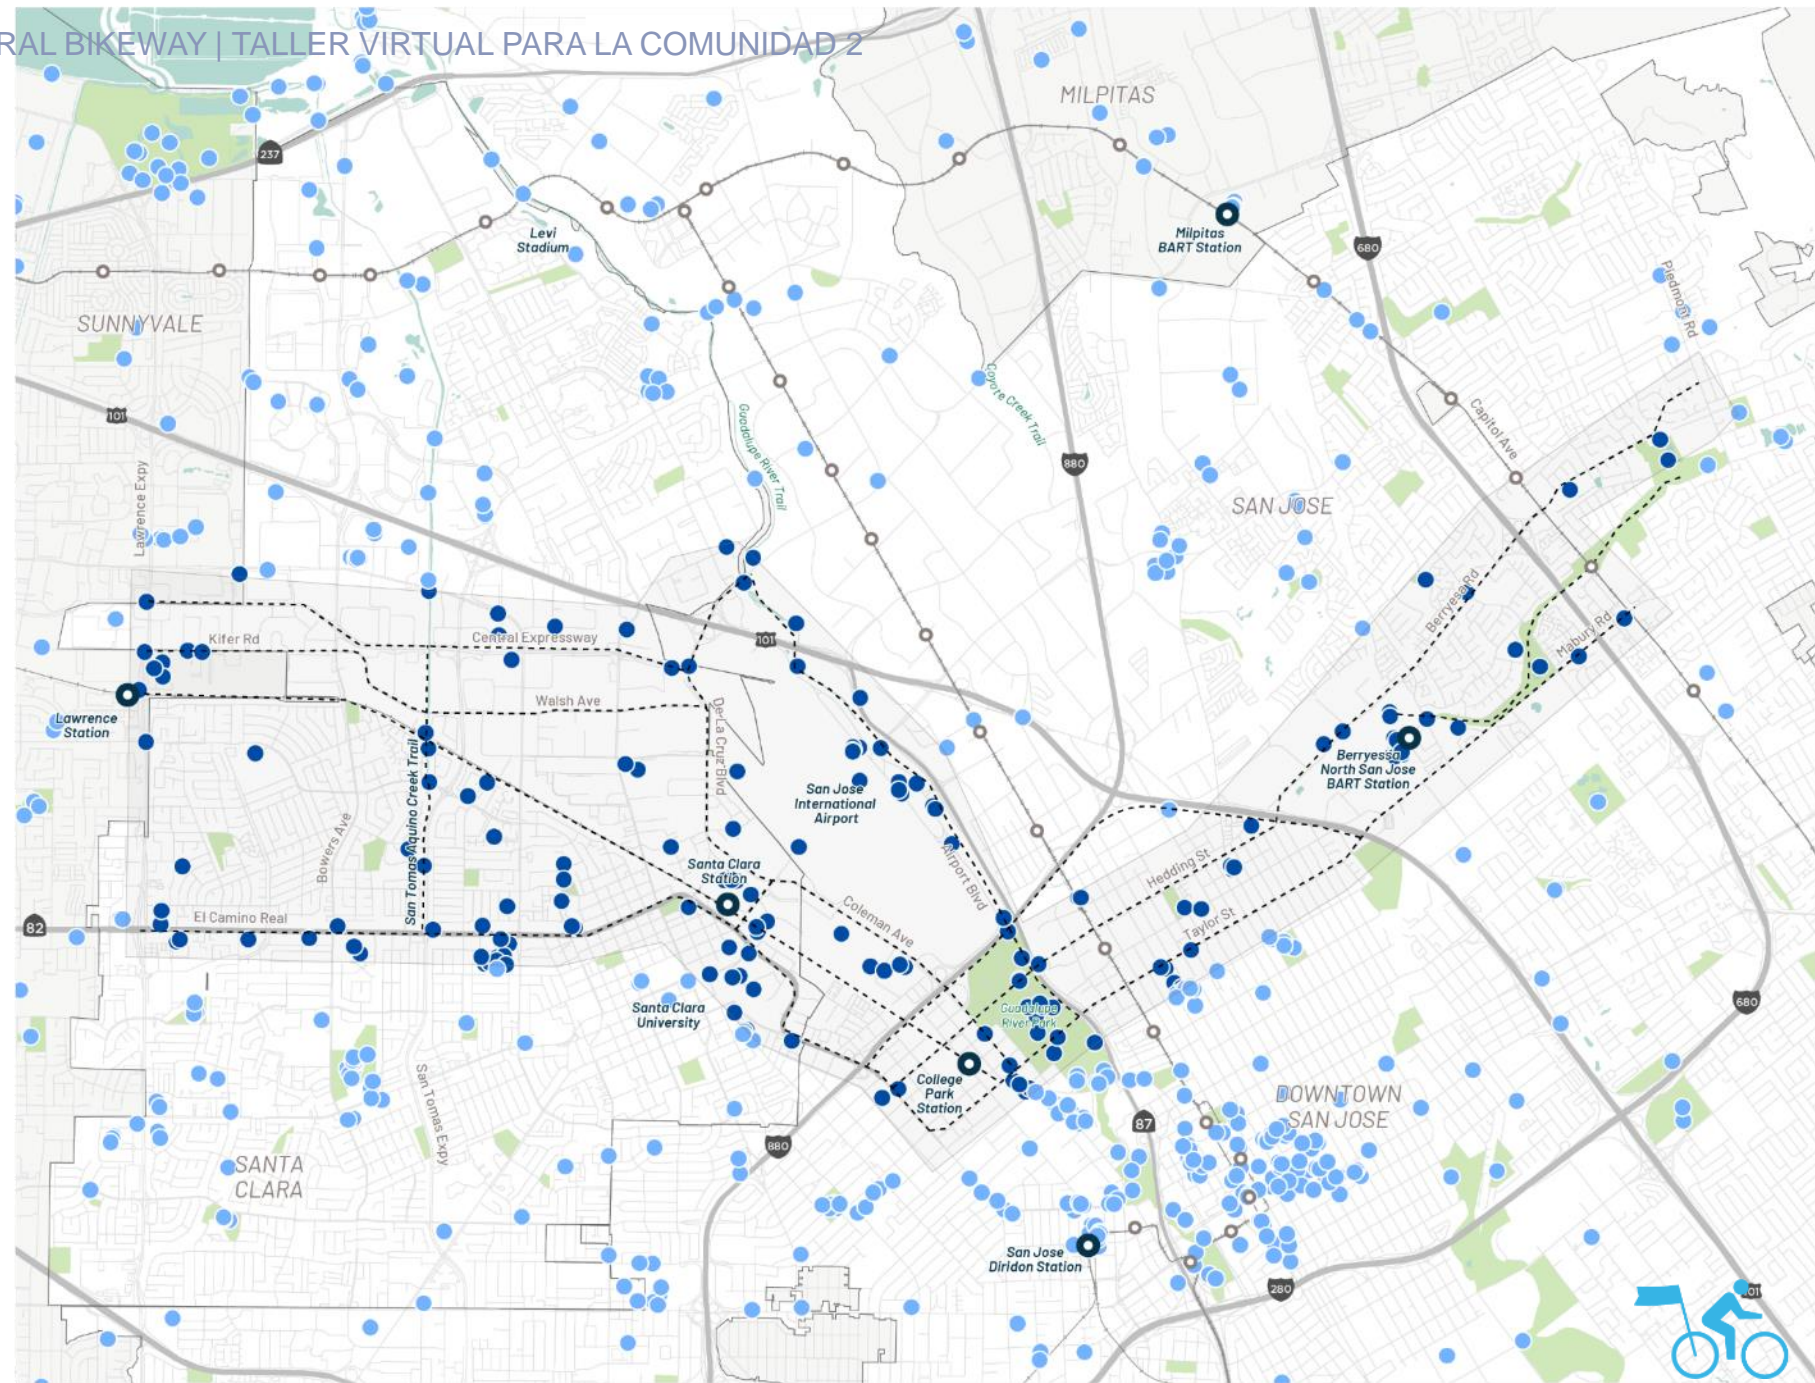 RAL BIKEWAY | TALLER VIRTUAL PARA LA COMUNIDAD 2
MILPITAS
237
Levi
Stadium
Milpitas
BART Station
680
Piedmont Rd
SUNNYVALE
Coyote Creek Trail
101
Guadalupe River Trail
Capitol Ave
Lawrence Expy
880
SAN JOSE
Berryessa Rd
Kifer Rd
Central Expressway
101
Mabury Rd
Walsh Ave
De La Cruz Blvd
Lawrence
Station
San Tomas Aquino Creek Trail
Berryessa
North San Jose
BART Station
San Jose
International
Airport
Bowers Ave
Airport Blvd
Santa Clara
Station
Hedding St
El Camino Real
82
Coleman Ave
Taylor St
Santa Clara
University
Guadalupe
River Park
680
College
Park
Station
San Tomas Expy
DOWNTOWN
SAN JOSE
87
880
SANTA
CLARA
San Jose
Diridon Station
280